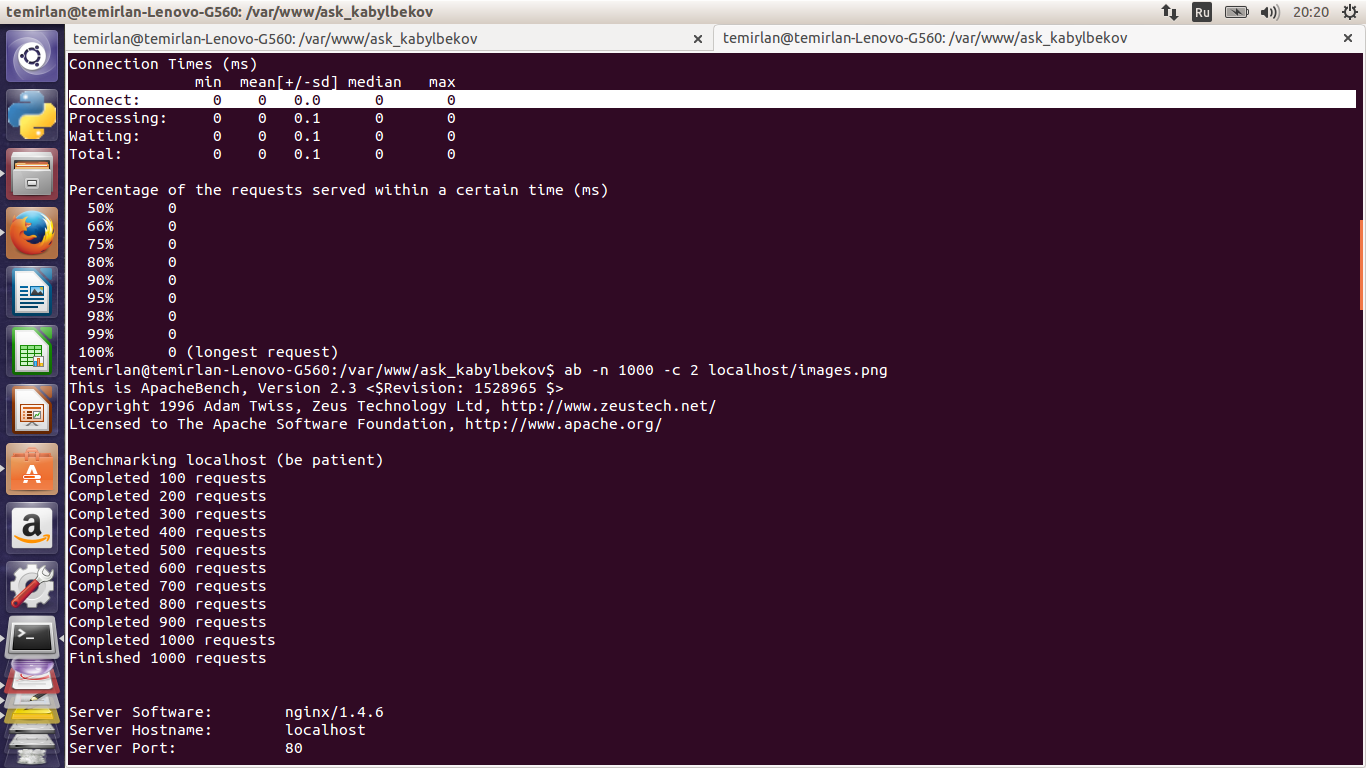 temirlan@temirlan-Lenovo-G560: /var/www/ask_kabylbekov
Ru
20:20
temirlan@temirlan-Lenovo-G560: /var/www/ask_kabylbekov
temirlan@temirlan-Lenovo-G560: /var/www/ask_kabylbekov
Connection Times (ms)
min mean[+/-sd] median max
Connect: 0 0 0.0 0 0
Processing: 0 0 0.1 0 0
Waiting: 0 0 0.1 0 0
Total: 0 0 0.1 0 0
Percentage of the requests served within a certain time (ms)
50% 0
66% 0
75% 0
80% 0
90% 0
95% 0
98% 0
99% 0
100% 0 (longest request)
temirlan@temirlan-Lenovo-G560:/var/www/ask_kabylbekov$ ab -n 1000 -c 2 localhost/images.png
This is ApacheBench, Version 2.3 <$Revision: 1528965 $>
Copyright 1996 Adam Twiss, Zeus Technology Ltd, http://www.zeustech.net/
Licensed to The Apache Software Foundation, http://www.apache.org/
Benchmarking localhost (be patient)
Completed 100 requests
Completed 200 requests
Completed 300 requests
Completed 400 requests
Completed 500 requests
Completed 600 requests
Completed 700 requests
Completed 800 requests
Completed 900 requests
Completed 1000 requests
Finished 1000 requests
Server Software: nginx/1.4.6
Server Hostname: localhost
Server Port: 80